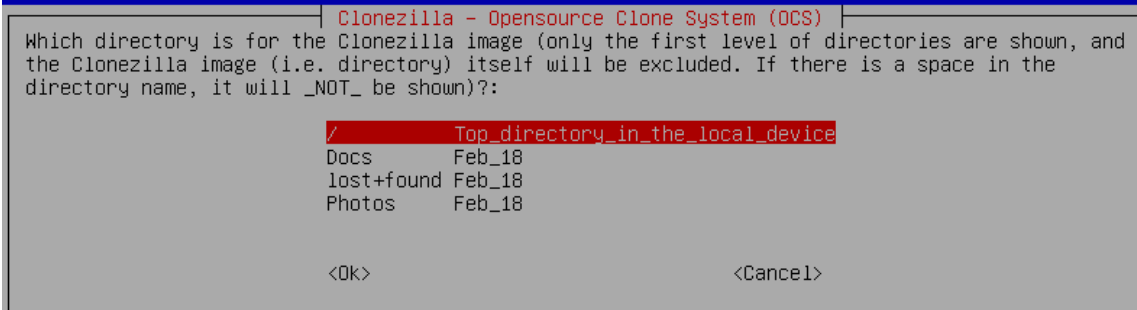 Clonezilla - Opensource Clone System (OCS)
Which directory is for the Clonezilla image (only the first level of directories are shown, and
the Clonezilla image (i.e. directory) itself will be excluded. If there is a space in the
directory name, it will _NOT_ be shown)?:
/ Top_directory_in_the_local_device
Docs Feb_18
lost+found Feb_18
Photos Feb_18
<Ok> <Cancel>